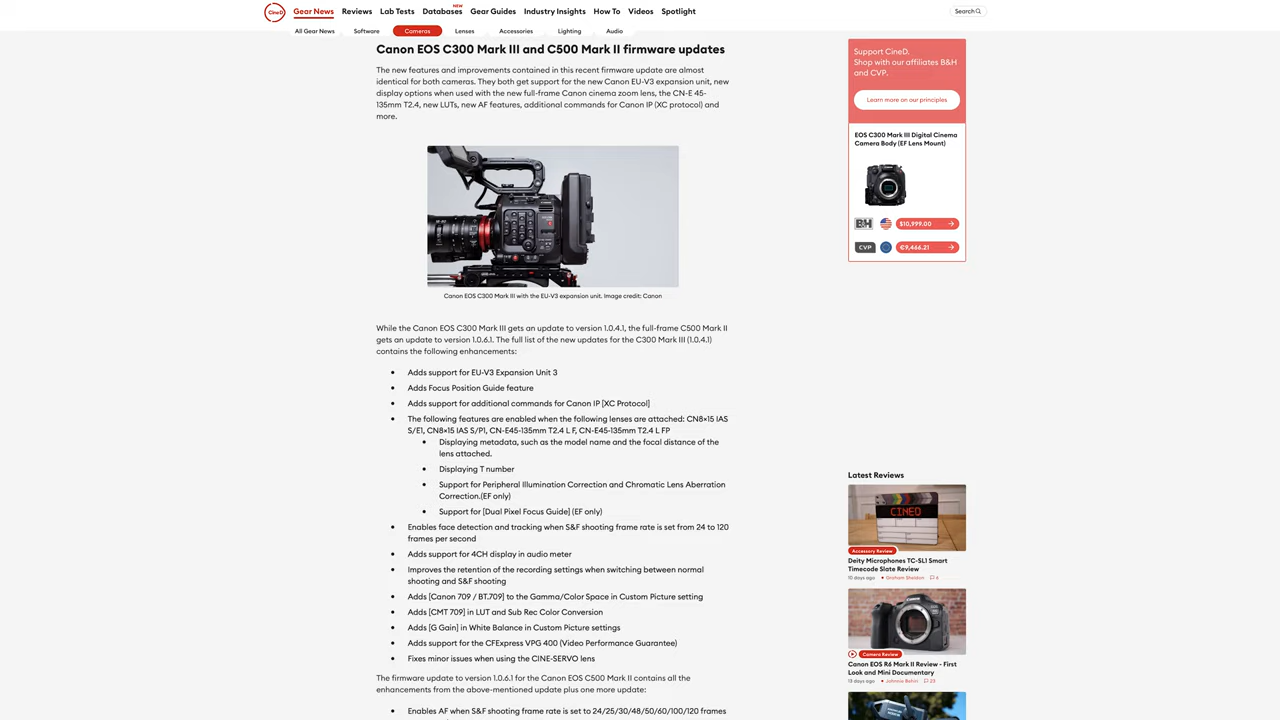 CineD
Gear News
Reviews
Lab Tests
Databases
NEW
Gear Guides
Industry Insights
How To
Videos
Spotlight
Search
All Gear News
Software
Cameras
Lenses
Accessories
Lighting
Audio
Canon EOS C300 Mark III and C500 Mark II firmware updates
The new features and improvements contained in this recent firmware update are almost
identical for both cameras. They both get support for the new Canon EU-V3 expansion unit, new
display options when used with the new full-frame Canon cinema zoom lens, the CN-E 45-
135mm T2.4, new LUTs, new AF features, additional commands for Canon IP (XC protocol) and
more.
Canon EOS C300 Mark III with the EU-V3 expansion unit. Image credit: Canon
While the Canon EOS C300 Mark III gets an update to version 1.0.4.1, the full-frame C500 Mark II
gets an update to version 1.0.6.1. The full list of the new updates for the C300 Mark III (1.0.4.1)
contains the following enhancements:
Adds support for EU-V3 Expansion Unit 3
Adds Focus Position Guide feature
Adds support for additional commands for Canon IP [XC Protocol]
The following features are enabled when the following lenses are attached: CN8×15 IAS
S/E1, CN8×15 IAS S/P1, CN-E45-135mm T2.4 L F, CN-E45-135mm T2.4 L FP
Displaying metadata, such as the model name and the focal distance of the
lens attached.
Displaying T number
Support for Peripheral Illumination Correction and Chromatic Lens Aberration
Correction.(EF only)
Support for [Dual Pixel Focus Guide] (EF only)
Enables face detection and tracking when S&F shooting frame rate is set from 24 to 120
frames per second
Adds support for 4CH display in audio meter
Improves the retention of the recording settings when switching between normal
shooting and S&F shooting
Adds [Canon 709 / BT.709] to the Gamma/Color Space in Custom Picture setting
Adds [CMT 709] in LUT and Sub Rec Color Conversion
Adds [G Gain] in White Balance in Custom Picture settings
Adds support for the CFExpress VPG 400 (Video Performance Guarantee)
Fixes minor issues when using the CINE-SERVO lens
The firmware update to version 1.0.6.1 for the Canon EOS C500 Mark II contains all the
enhancements from the above-mentioned update plus one more update:
Enables AF when S&F shooting frame rate is set to 24/25/30/48/50/60/100/120 frames
Support CineD.
Shop with our affiliates B&H
and CVP.
Learn more on our principles
EOS C300 Mark III Digital Cinema
Camera Body (EF Lens Mount)
B&H
$10,999.00
CVP
€9,466.21
Latest Reviews
CINED
Accessory Review
Deity Microphones TC-SL1 Smart
Timecode Slate Review
10 days ago
Graham Sheldon
4
Canon
Camera Review
Canon EOS R6 Mark II Review - First
Look and Mini Documentary
13 days ago
Johnnie Behiri